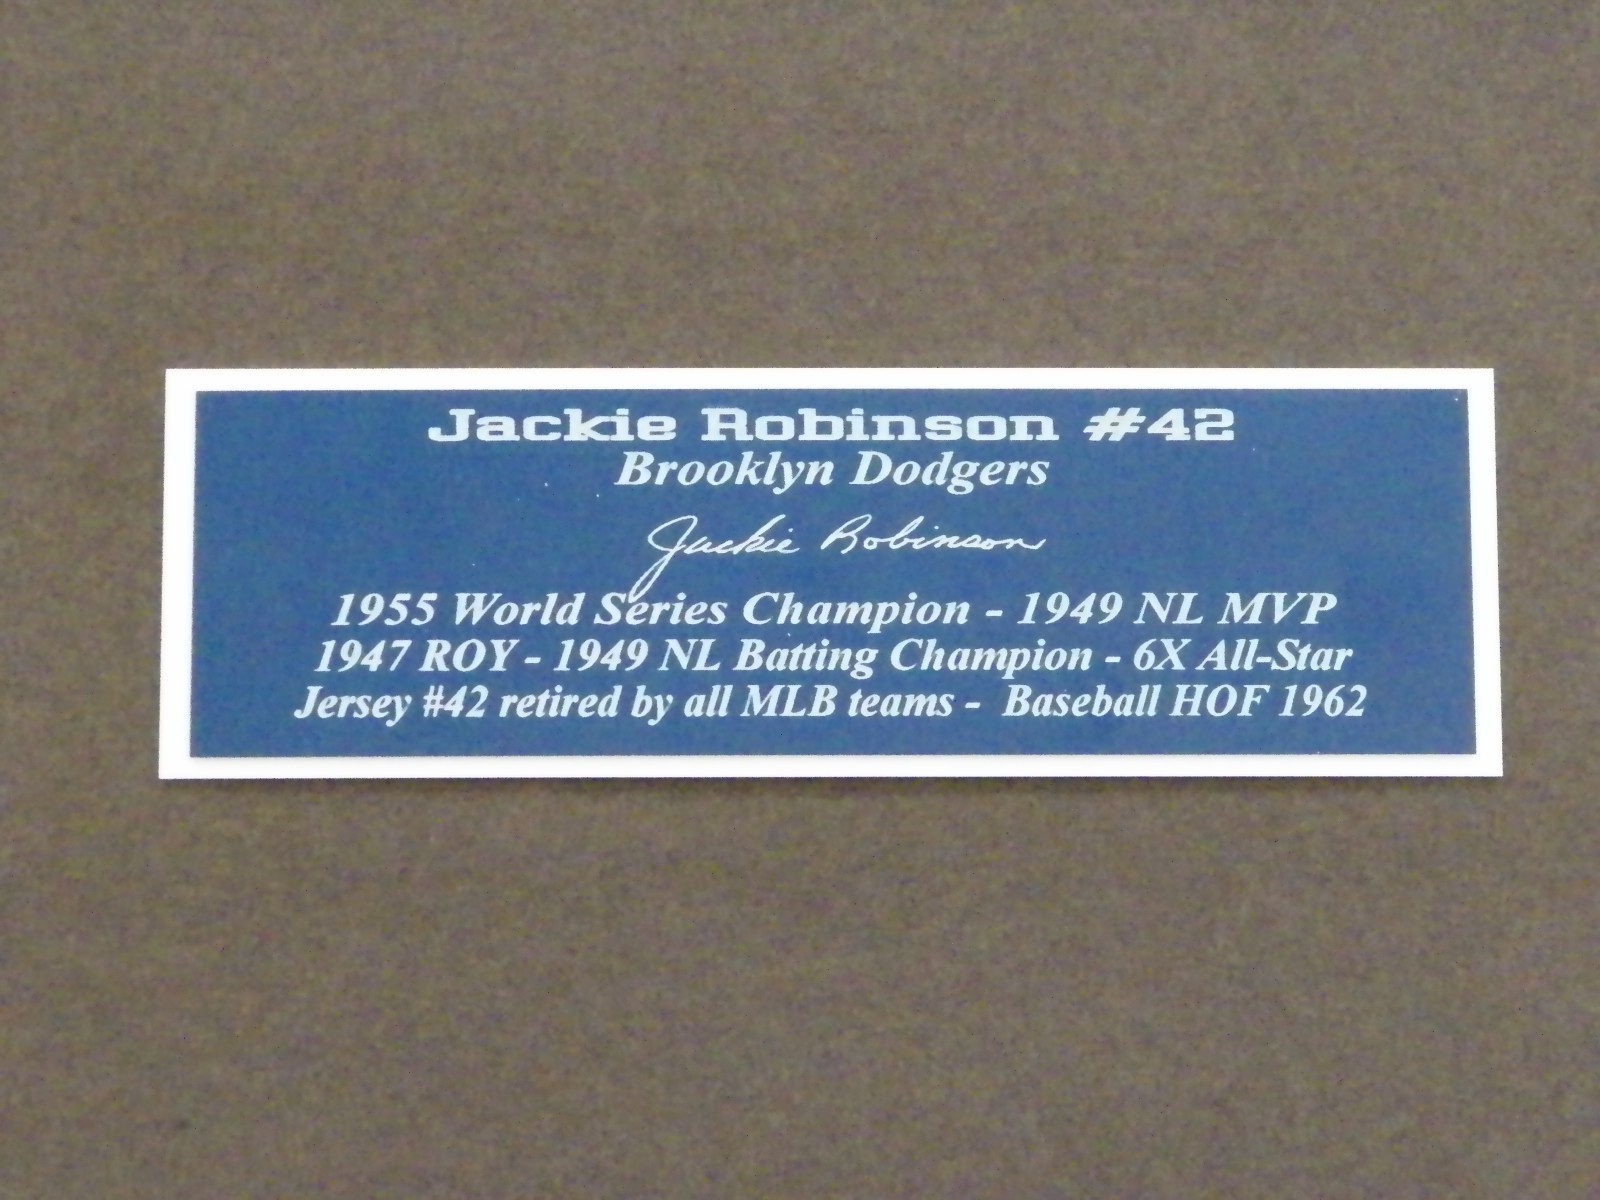 Jackie Robinson #42
Brooklyn Dodgers
Jackie Robinson
1955 World Series Champion - 1949 NL MVP
1947 ROY - 1949 NL Batting Champion - 6X All-Star
Jersey #42 retired by all MLB teams - Baseball HOF 1962